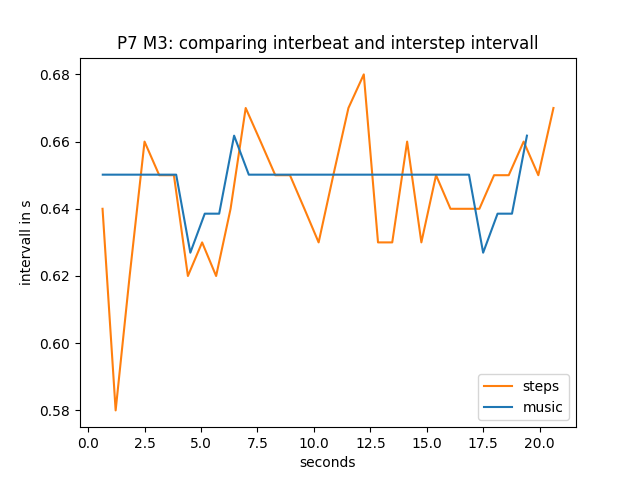 P7 M3: comparing interbeat and interstep intervall
0.68
0.66
0.64
0.62
0.60
0.58
intervall in s
0.0 2.5 5.0 7.5 10.0 12.5 15.0 17.5 20.0
seconds
steps
music